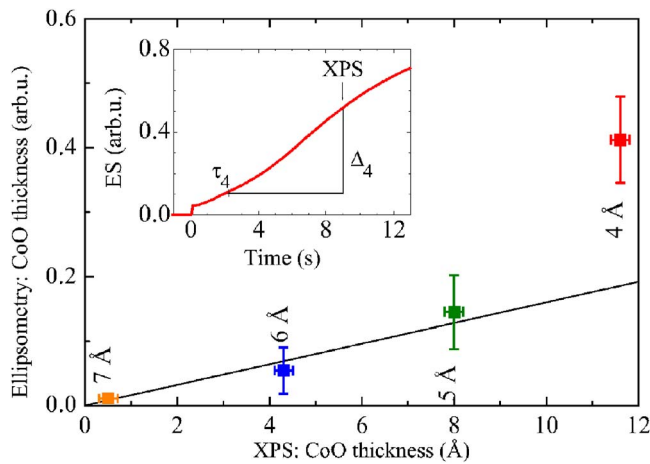 0.6
0.4
0.2
0.0
Ellipsometry: CoO thickness (arb.u.)
0.8
0.4
0.0
ES (arb.u.)
XPS
τ4
Δ4
0 4 8 12
Time (s)
7 Å
6 Å
5 Å
4 Å
0 2 4 6 8 10 12
XPS: CoO thickness (Å)